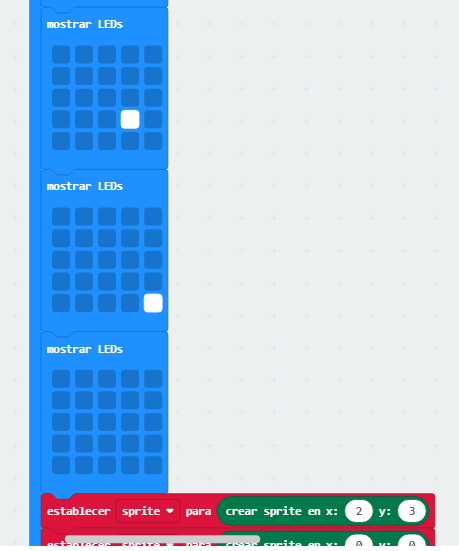 mostrar LEDs
mostrar LEDs
mostrar LEDs
establecer sprite para crear sprite en x: 2 y: 3
establecer sprite para crear sprite en x: 0 y: 0